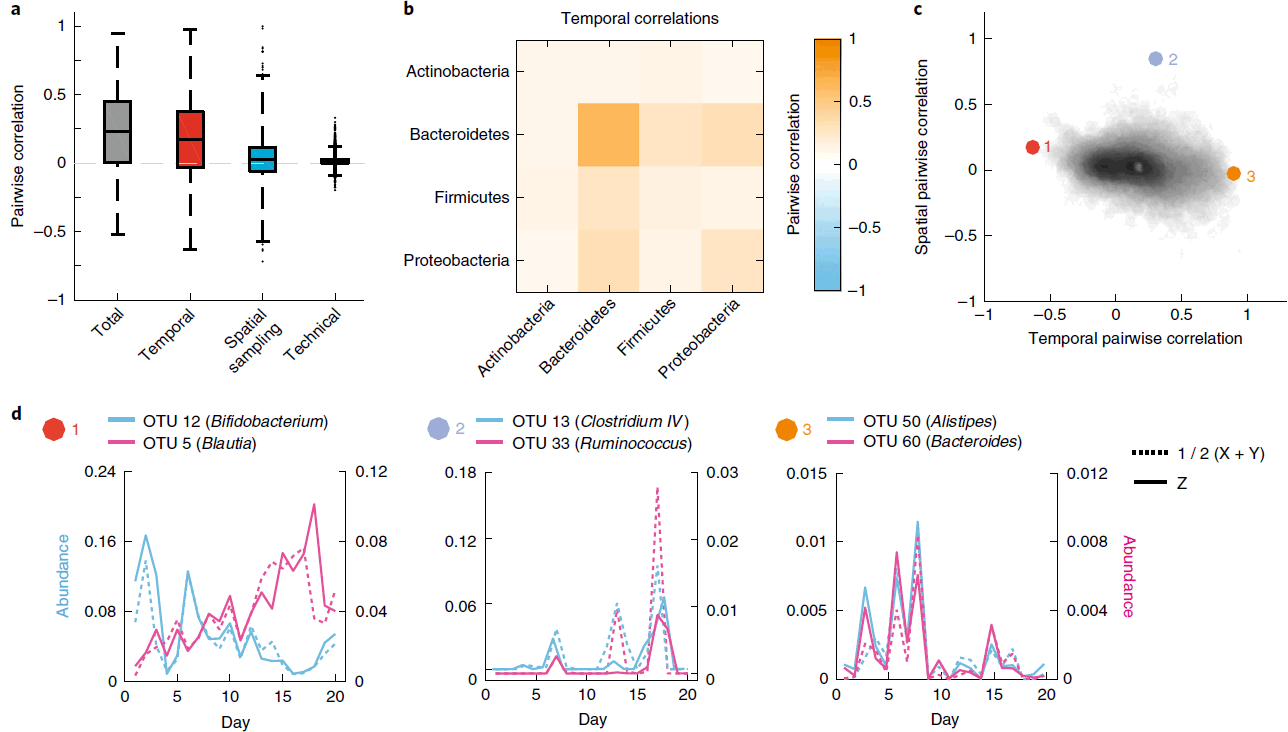 a
Pairwise correlation
1
0.5
0
−0.5
−1
Total
Temporal
Spatial
sampling
Technical
b
Temporal correlations
Actinobacteria
Bacteroidetes
Firmicutes
Proteobacteria
Actinobacteria
Bacteroidetes
Firmicutes
Proteobacteria
Pairwise correlation
1
0.5
0
−0.5
−1
c
Spatial pairwise correlation
1
0.5
0
−0.5
−1
−1
−0.5
0
0.5
1
Temporal pairwise correlation
1
2
3
d
1
OTU 12 (Bifidobacterium)
OTU 5 (Blautia)
Abundance
0.24
0.16
0.08
0
0.12
0.08
0.04
0
0
5
10
15
20
Day
2
OTU 13 (Clostridium IV)
OTU 33 (Ruminococcus)
0.18
0.12
0.06
0
0.03
0.02
0.01
0
0
5
10
15
20
Day
3
OTU 50 (Alistipes)
OTU 60 (Bacteroides)
0.015
0.01
0.005
0
0.012
0.008
0.004
0
0
5
10
15
20
Day
Abundance
1 / 2 (X + Y)
Z